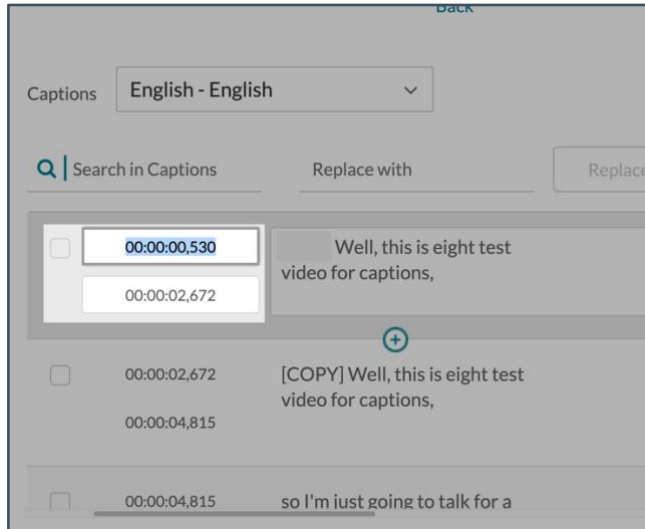 Back
Captions
English - English
Search in Captions
Replace with
Replace
00:00:00,530
Well, this is eight test
video for captions,
00:00:02,672
00:00:02,672
[COPY] Well, this is eight test
video for captions,
00:00:04,815
00:00:04,815
so I'm just going to talk for a